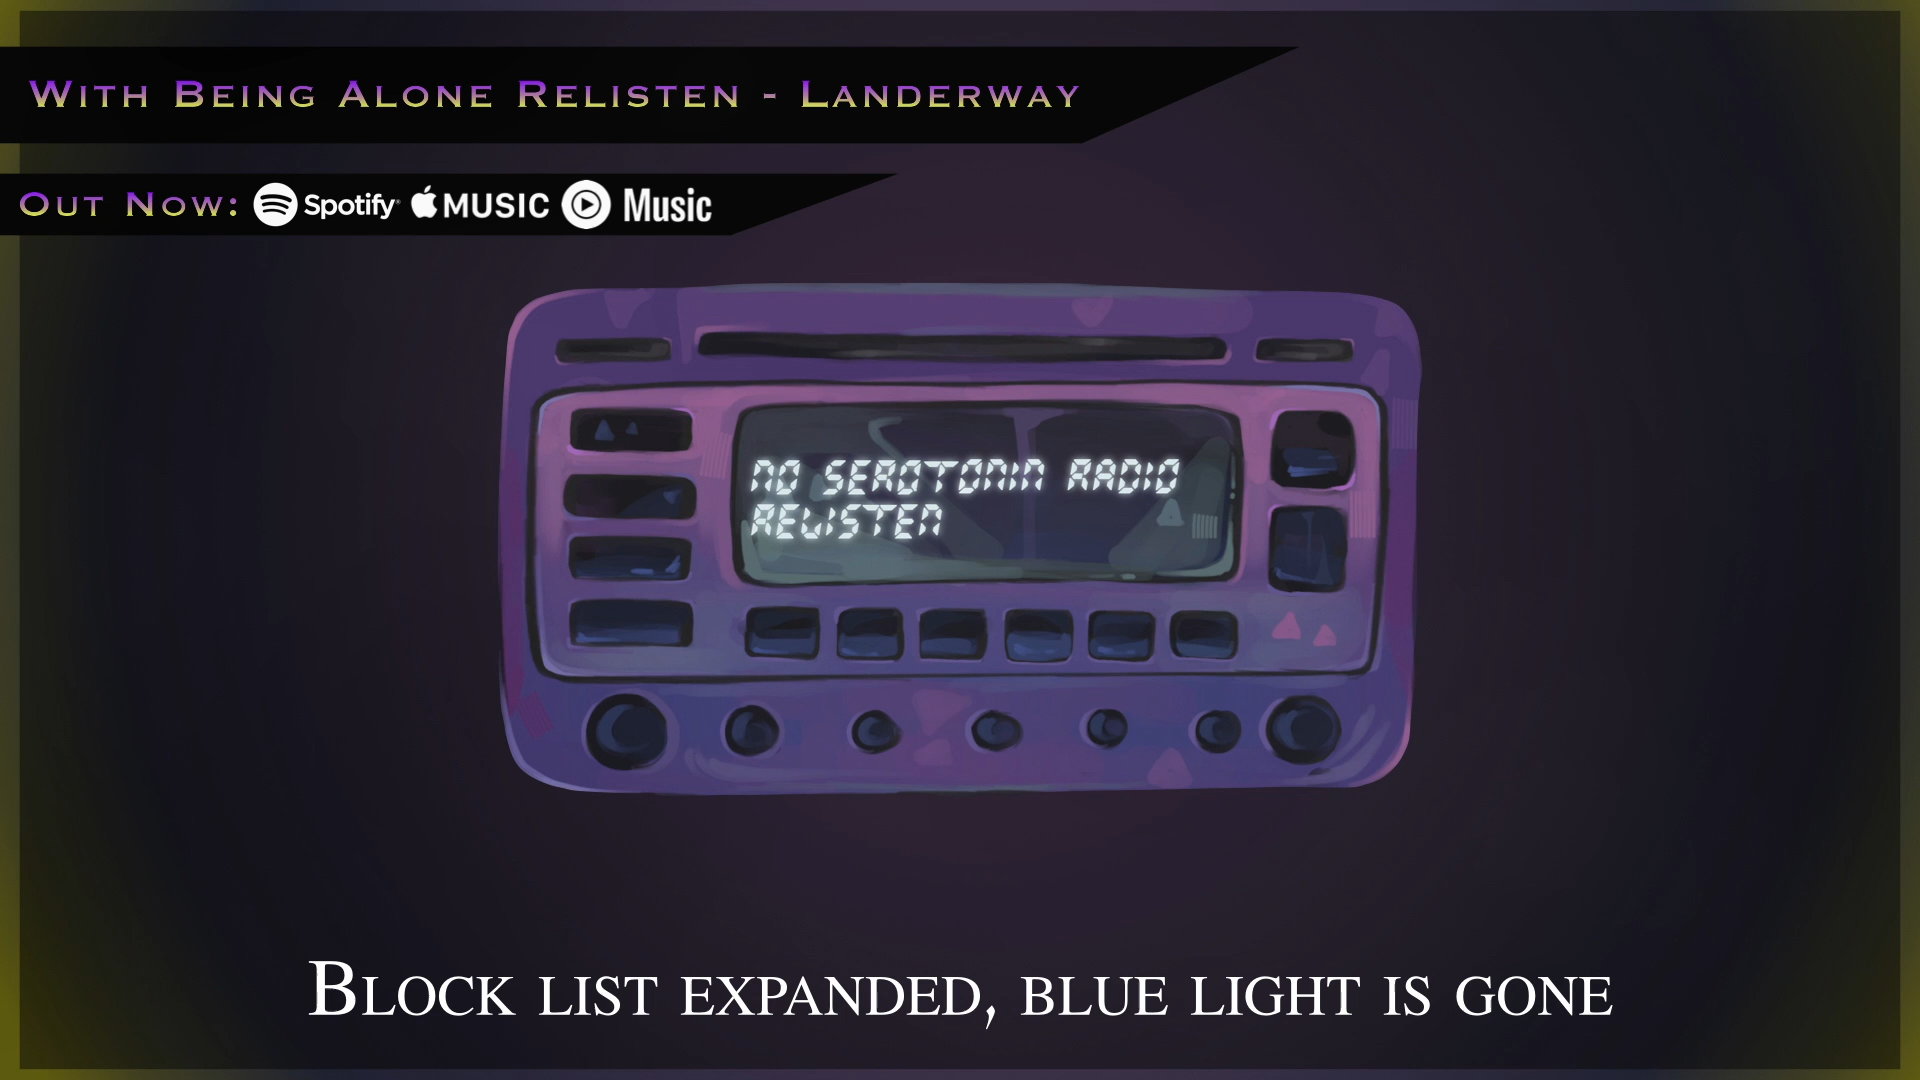 With Being Alone Relisten - Landerway
Out Now: Spotify MUSIC Music
NO SEROTONIN RADIO
RELISTEN
Block list expanded, blue light is gone